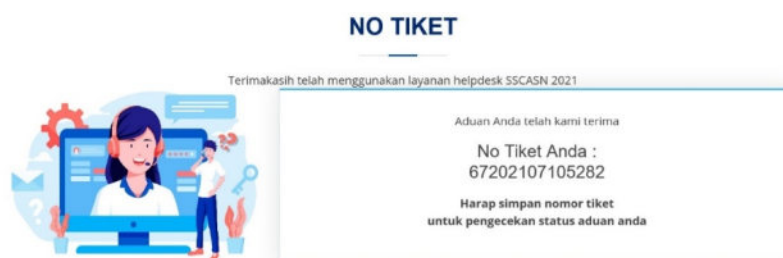 NO TIKET
Terimakasih telah menggunakan layanan helpdesk SSCASN 2021
Aduan Anda telah kami terima
No Tiket Anda :
67202107105282
Harap simpan nomor tiket
untuk pengecekan status aduan anda